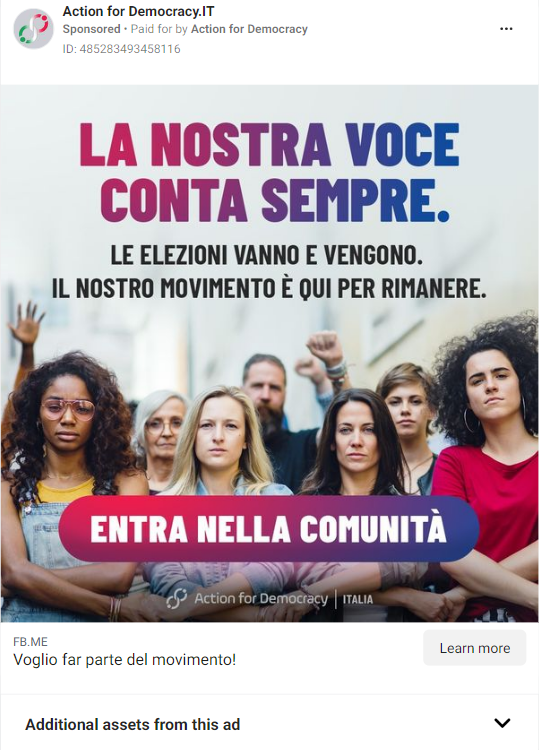 Action for Democracy.IT
Sponsored • Paid for by Action for Democracy
ID: 485283493458116
LA NOSTRA VOCE
CONTA SEMPRE.
LE ELEZIONI VANNO E VENGONO.
IL NOSTRO MOVIMENTO È QUI PER RIMANERE.
ENTRA NELLA COMUNITÀ
Action for Democracy | ITALIA
FB.ME
Voglio far parte del movimento!
Learn more
Additional assets from this ad